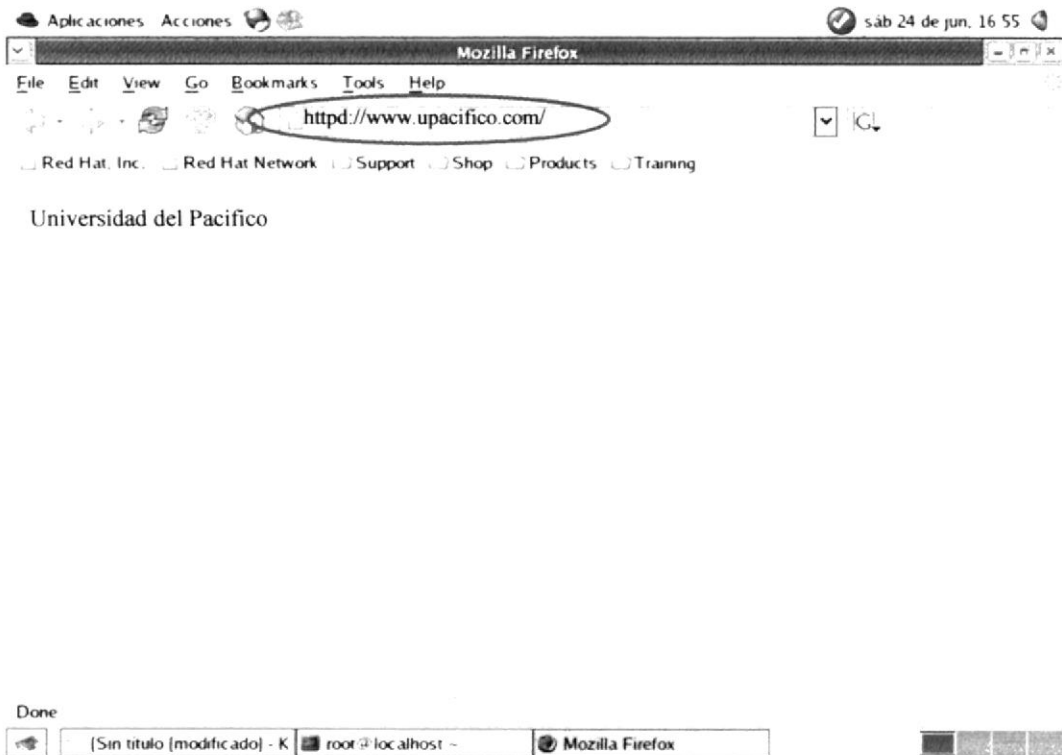 Aplicaciones Acciones sáb 24 de jun, 16 55
Mozilla Firefox
File Edit View Go Bookmarks Tools Help
httpd://www.upacifico.com/
G
Red Hat, Inc. Red Hat Network Support Shop Products Training
Universidad del Pacifico
Done
[Sin titulo [modificado] - K root@localhost ~ Mozilla Firefox